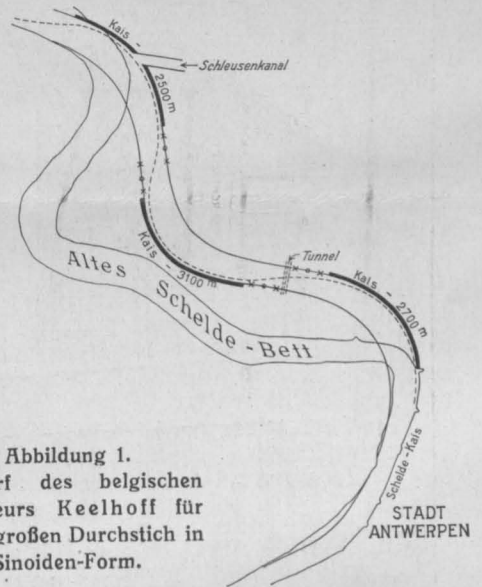 Kais -
Schleusenkanal
2500 m
Tunnel
Kais - 3100 m
Kais - 2700 m
Altes Schelde - Bett
Schelde - Kais
STADT
ANTWERPEN
Abbildung 1.
des belgischen
Keelhoff für
großen Durchstich in
Sinoiden-Form.